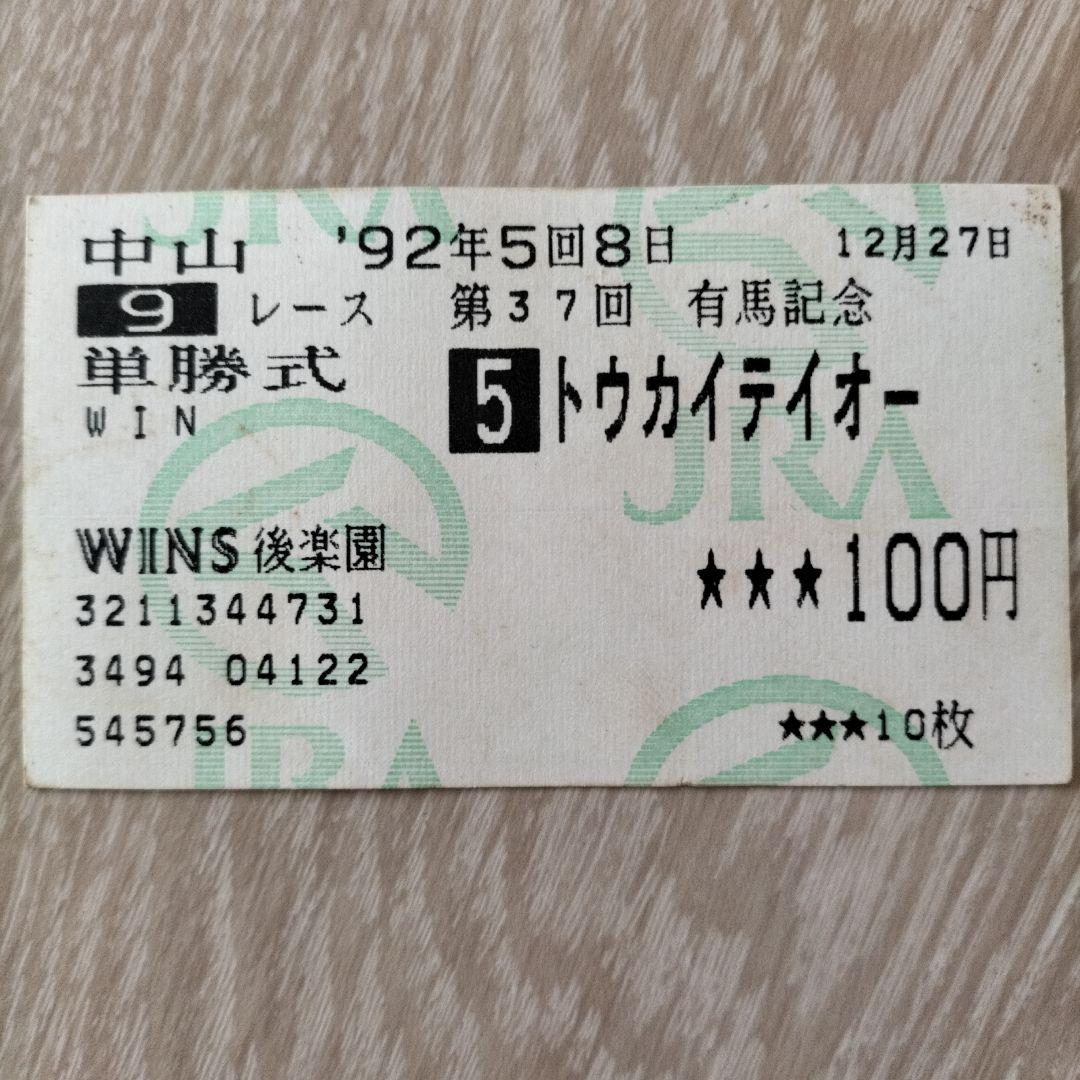 中山 '92年5回8日 12月27日
9 レース 第37回 有馬記念
単勝式 5 トウカイテイオー
WIN
JRA
WINS後楽園
★★★100円
3211344731
3494 04122
545756 ★★★10枚
JRA